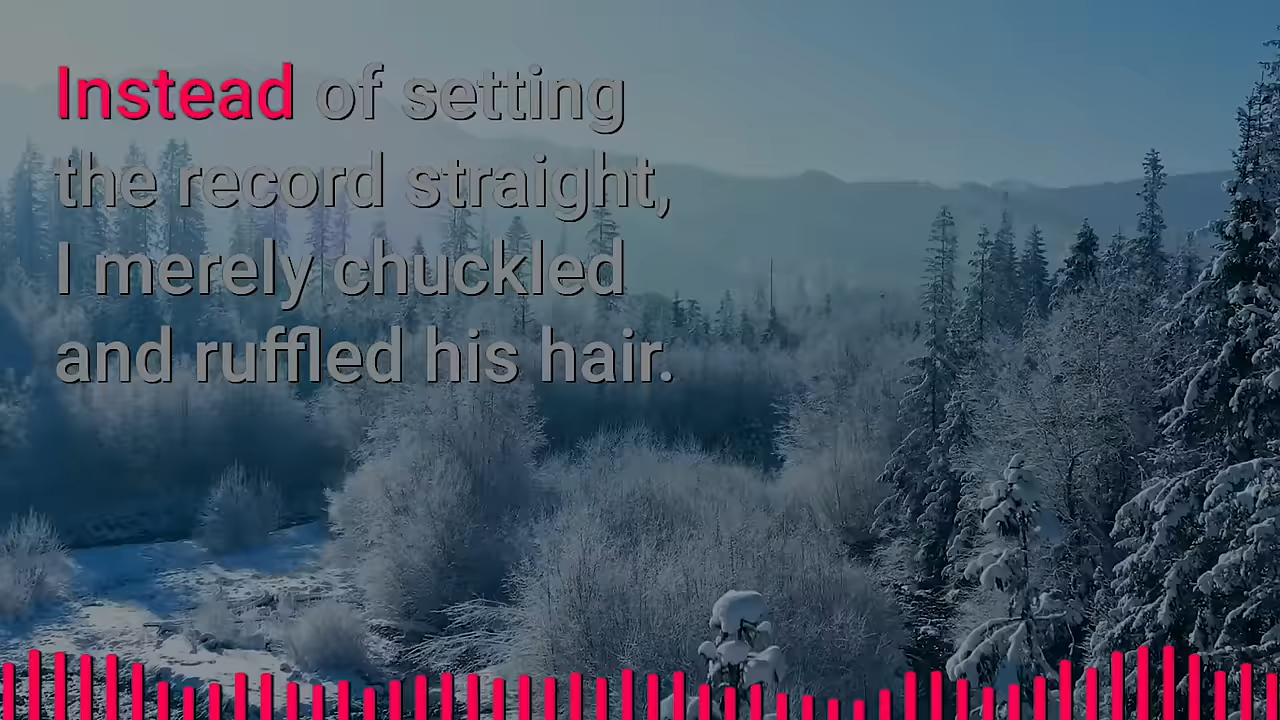 Instead of setting
the record straight,
I merely chuckled
and ruffled his hair.